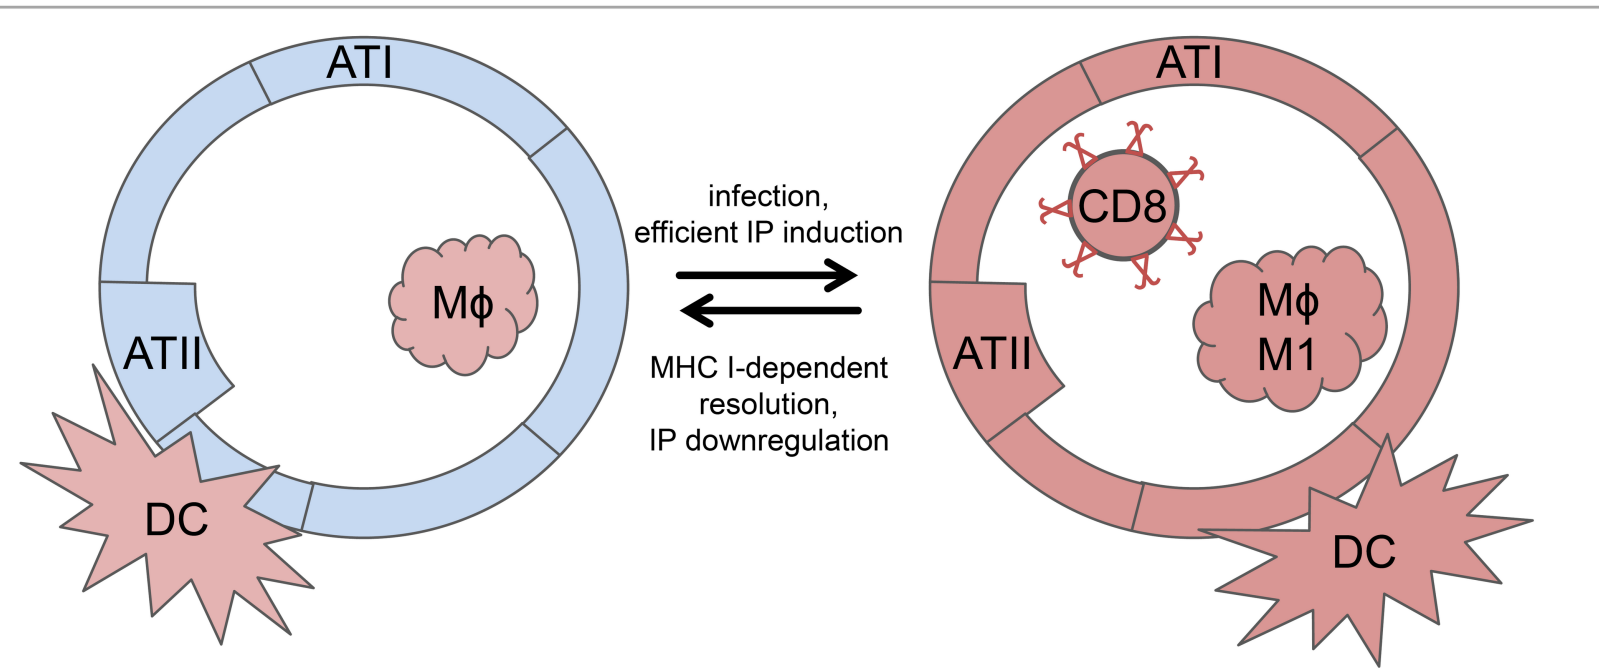 ATI
ATII
Mϕ
DC
infection,
efficient IP induction
MHC I-dependent
resolution,
IP downregulation
ATI
CD8
ATII
Mϕ
M1
DC